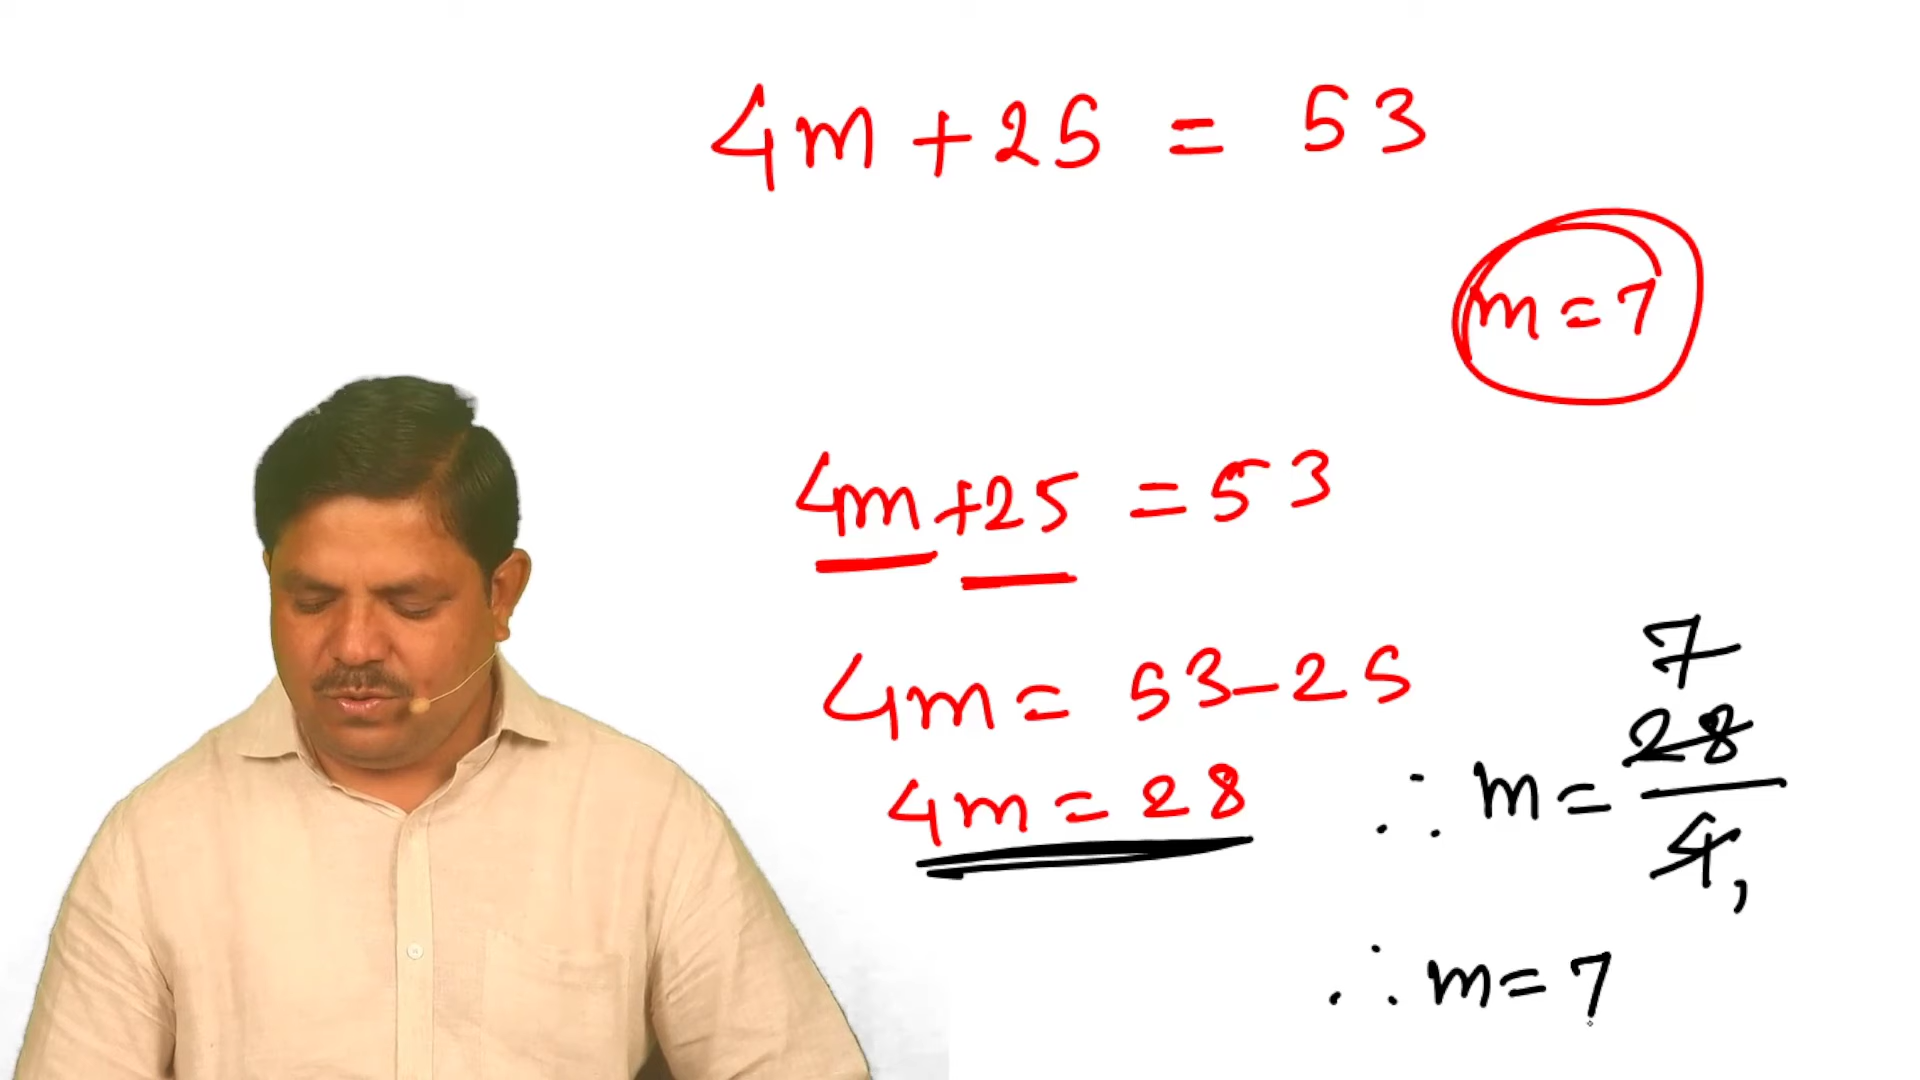 4m + 25 = 53
m = 7
4m + 25 = 53
4m = 53 - 25
4m = 28
7
∴ m = 28/4,
∴ m = 7